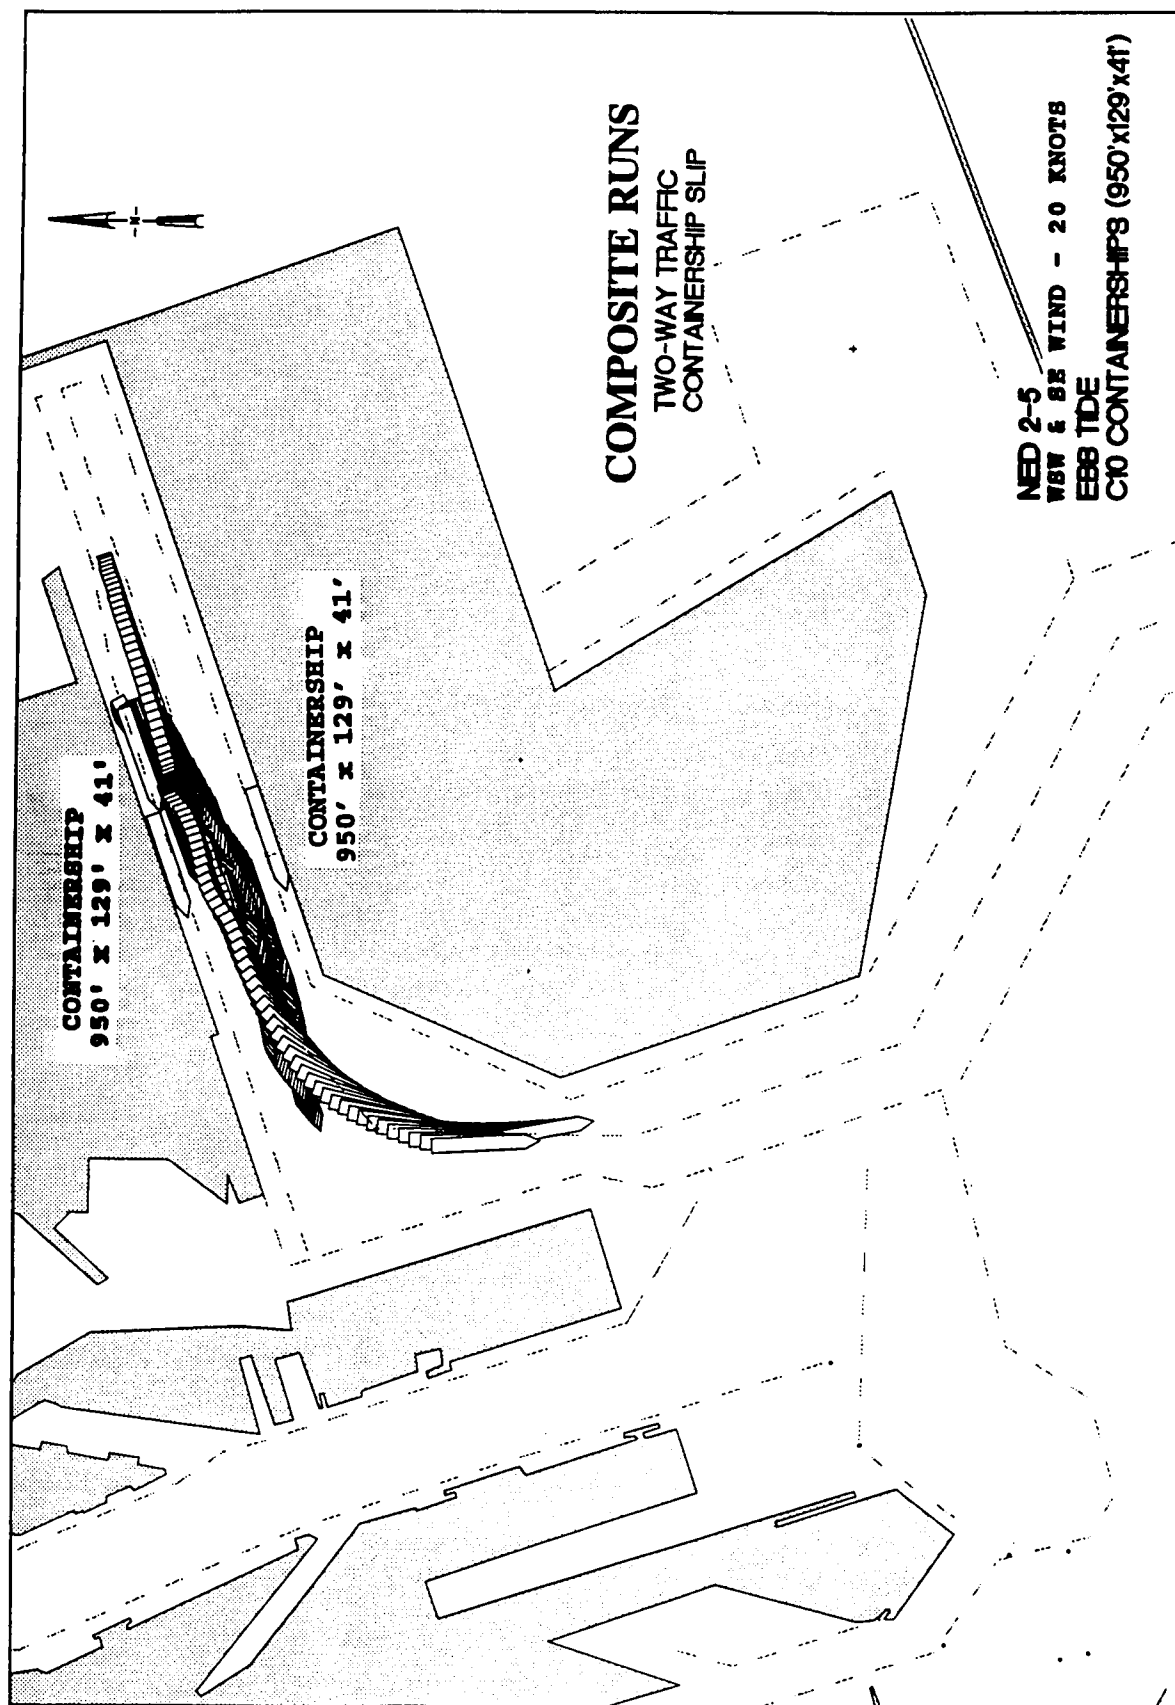 CONTAINERSHIP
950' x 129' x 41'
CONTAINERSHIP
950' x 129' x 41'
COMPOSITE RUNS
TWO-WAY TRAFFIC
CONTAINERSHIP SLIP
NED 2-5
WSW & SE WIND - 20 KNOTS
EBB TIDE
C10 CONTAINERSHIPS (950'x129'x41')
N